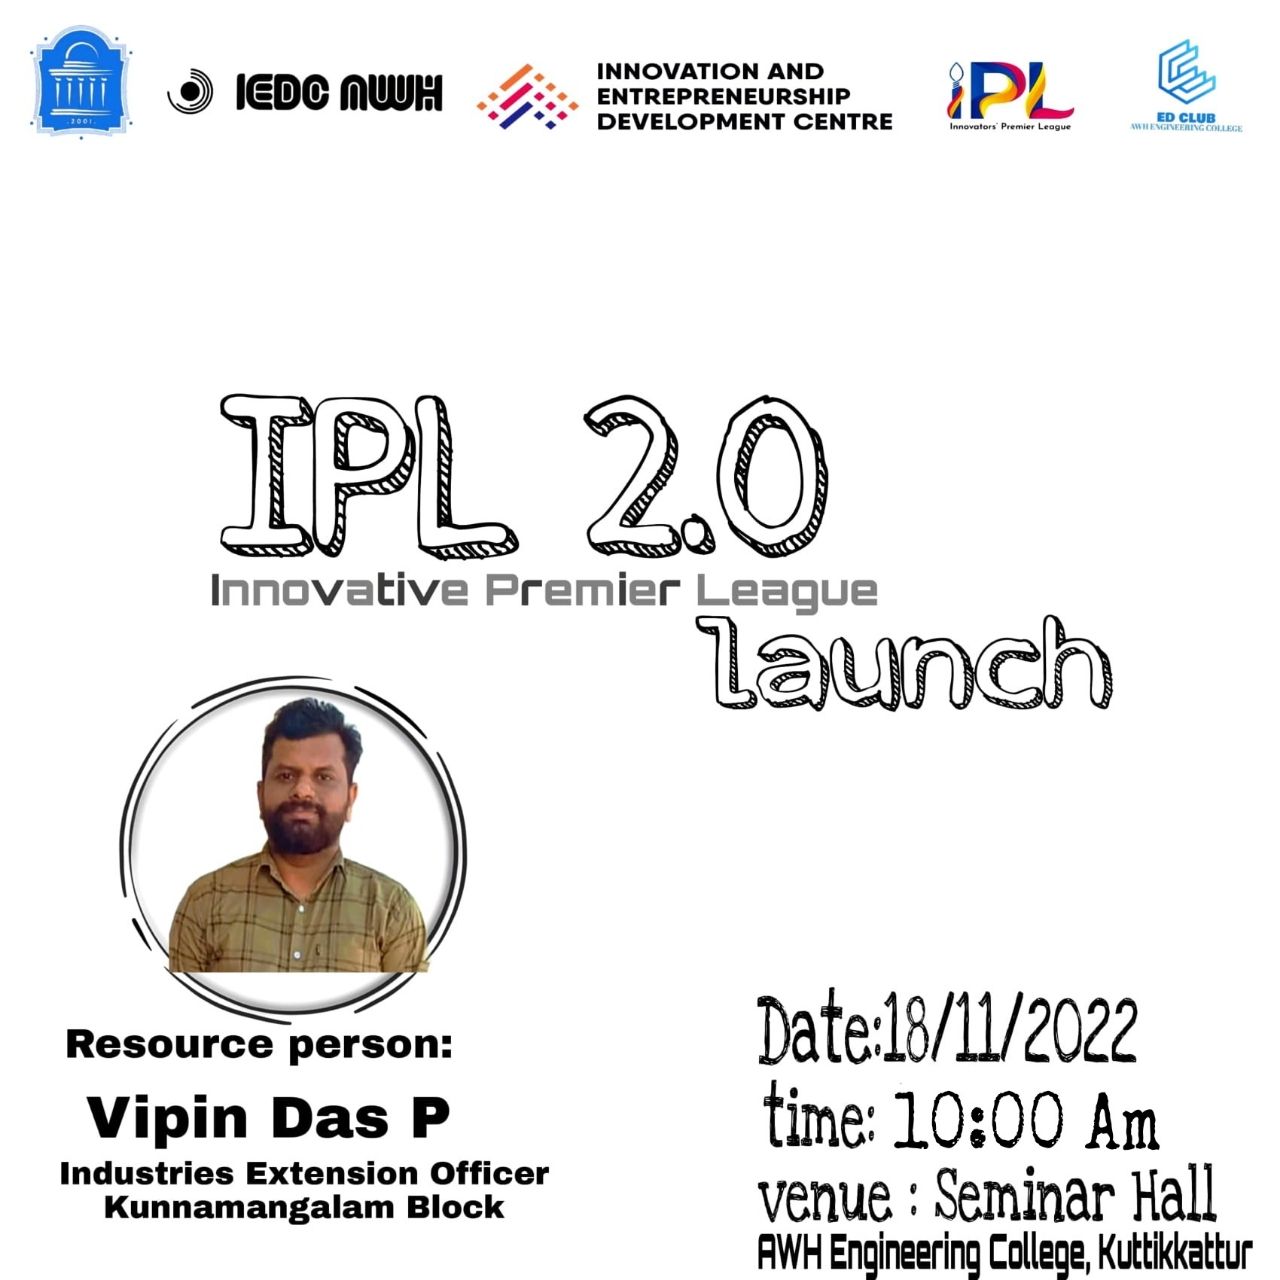 .2001.
IEDC AWH
INNOVATION AND
ENTREPRENEURSHIP
DEVELOPMENT CENTRE
iPL
Innovators' Premier League
ED CLUB
AWH ENGINEERING COLLEGE
IPL 2.0
Innovative Premier League
launch
Resource person:
Vipin Das P
Industries Extension Officer
Kunnamangalam Block
Date:18/11/2022
time: 10:00 Am
venue : Seminar Hall
AWH Engineering College, Kuttikkattur